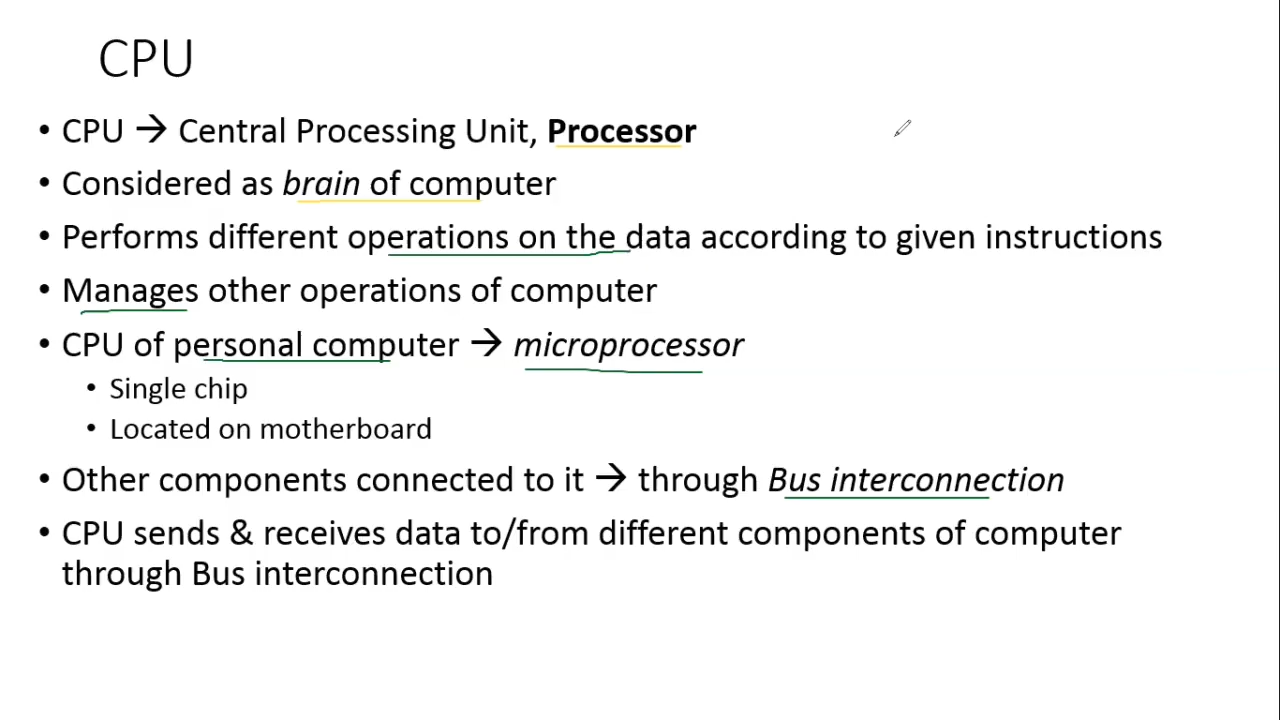 CPU
• CPU → Central Processing Unit, Processor
• Considered as brain of computer
• Performs different operations on the data according to given instructions
• Manages other operations of computer
• CPU of personal computer → microprocessor
• Single chip
• Located on motherboard
• Other components connected to it → through Bus interconnection
• CPU sends & receives data to/from different components of computer
through Bus interconnection